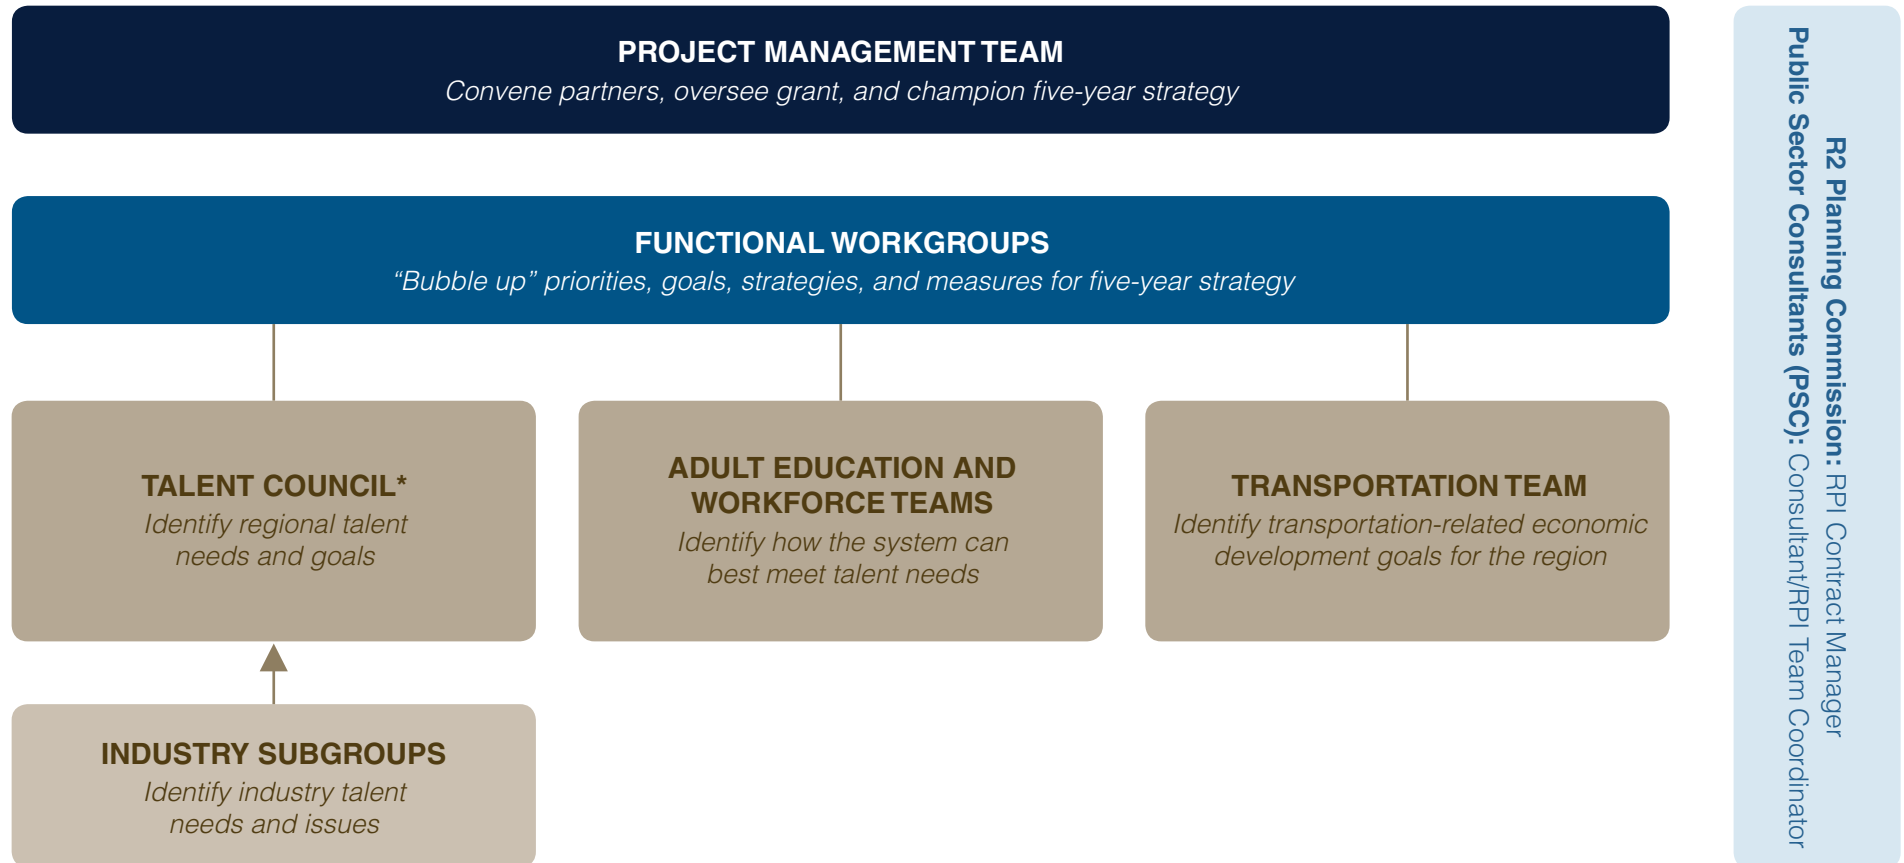 PROJECT MANAGEMENT TEAM
Convene partners, oversee grant, and champion five-year strategy
FUNCTIONAL WORKGROUPS
“Bubble up” priorities, goals, strategies, and measures for five-year strategy
TALENT COUNCIL*
Identify regional talent
needs and goals
ADULT EDUCATION AND
WORKFORCE TEAMS
Identify how the system can
best meet talent needs
TRANSPORTATION TEAM
Identify transportation-related economic
development goals for the region
INDUSTRY SUBGROUPS
Identify industry talent
needs and issues
R2 Planning Commission: RPI Contract Manager
Public Sector Consultants (PSC): Consultant/RPI Team Coordinator